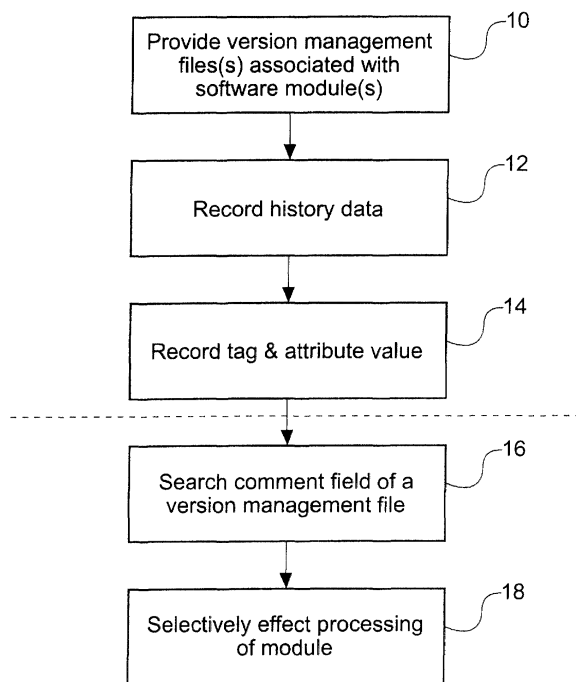 10
Provide version management
files(s) associated with
software module(s)
12
Record history data
14
Record tag & attribute value
16
Search comment field of a
version management file
18
Selectively effect processing
of module